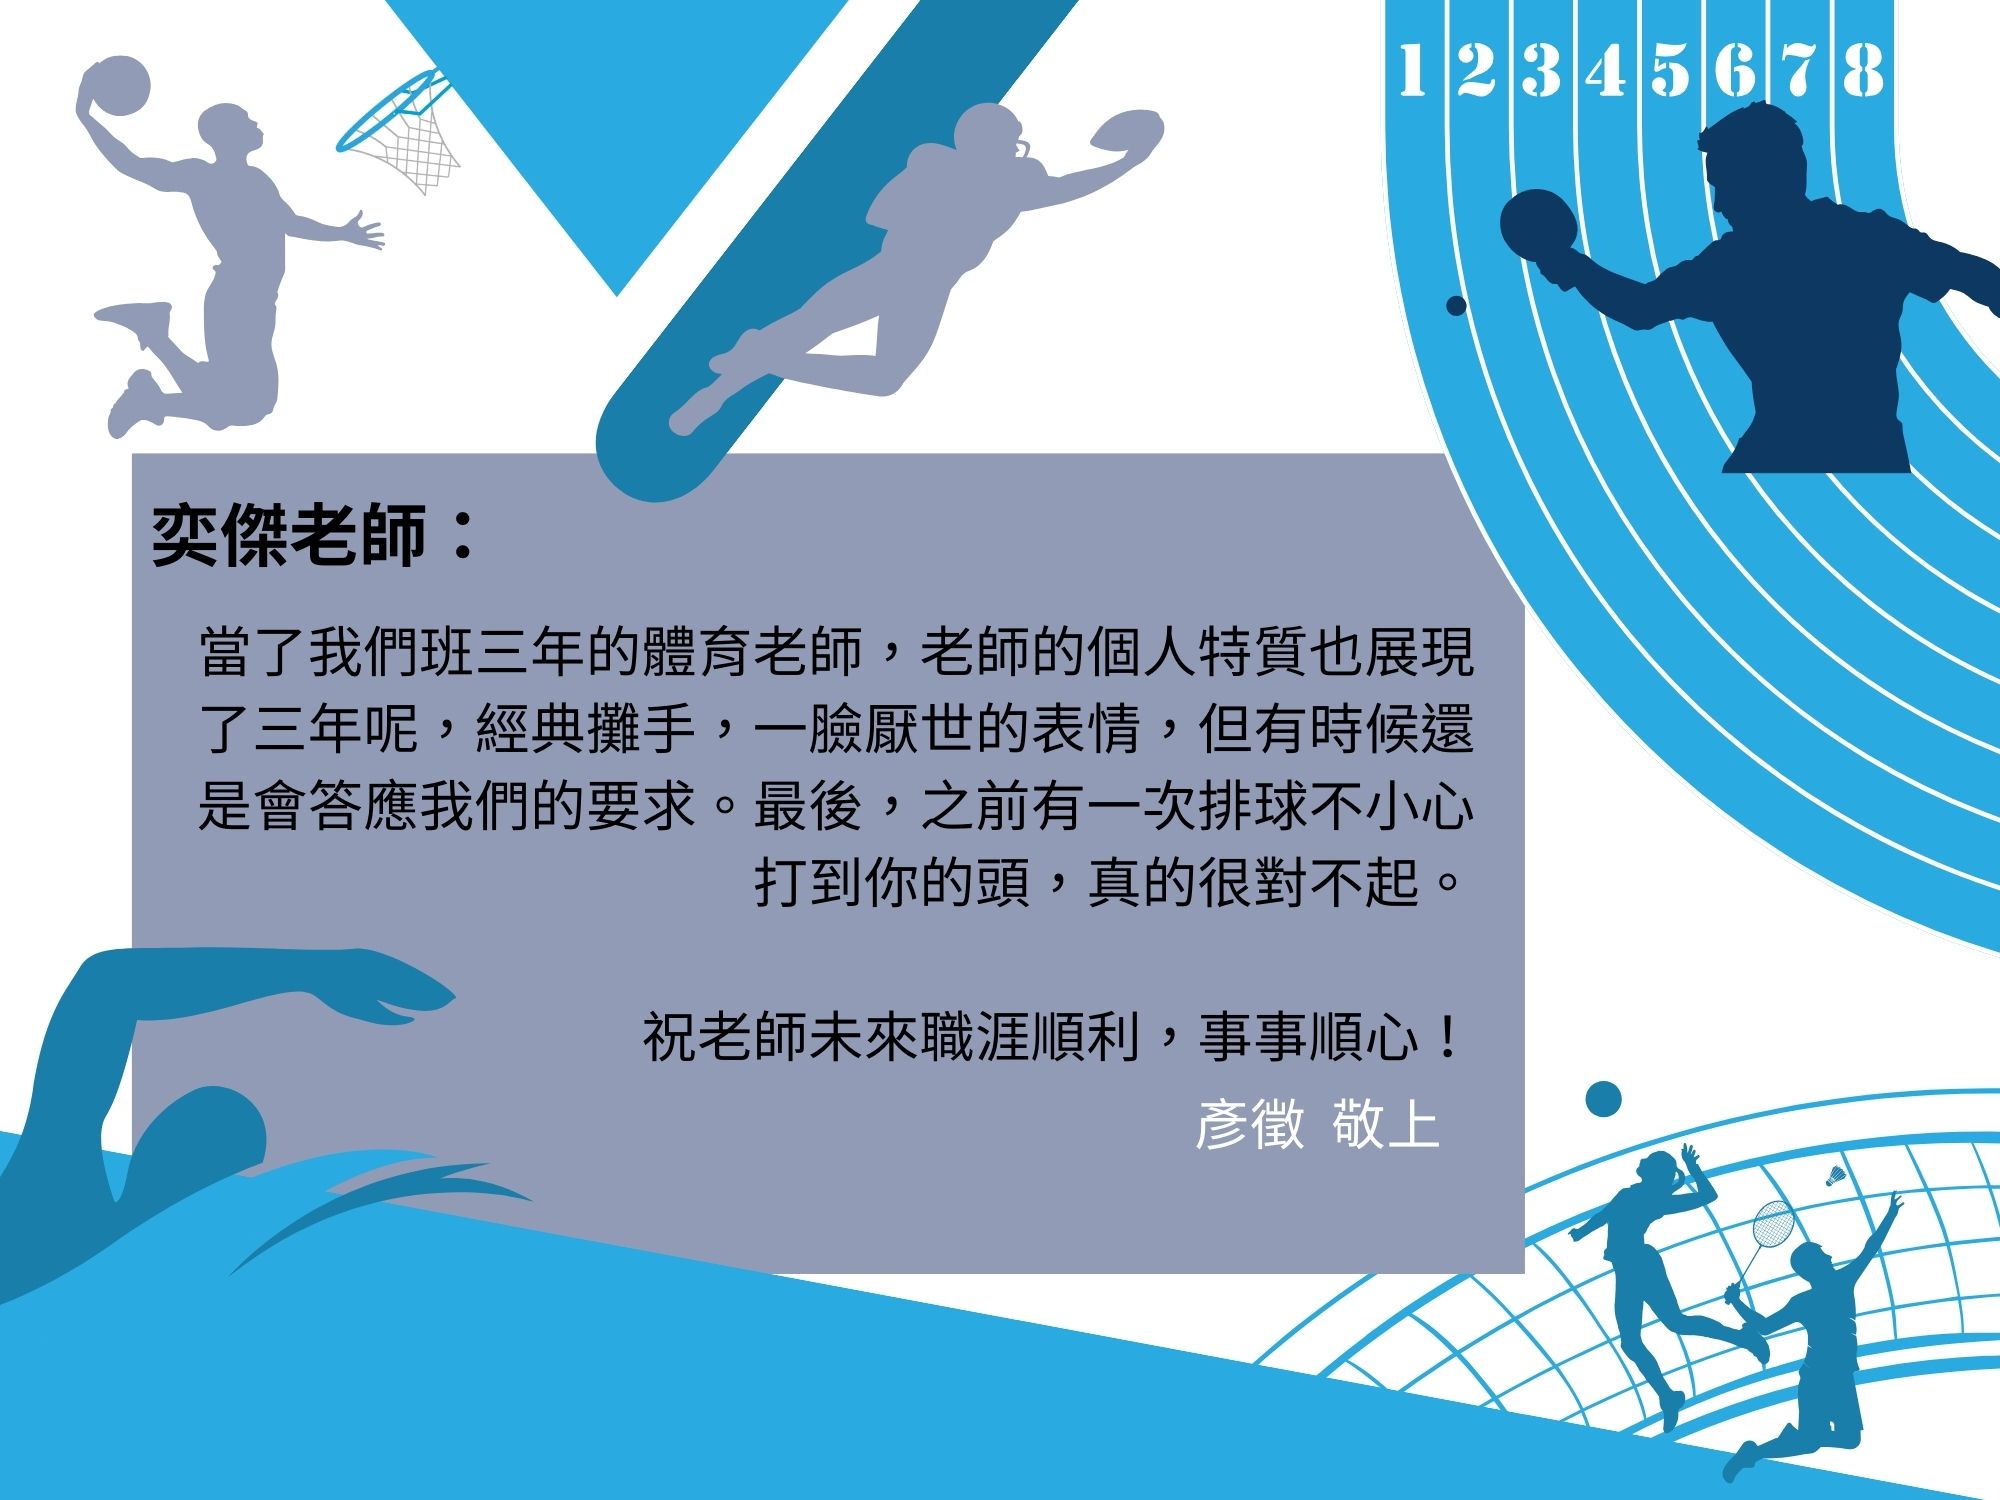 1 2 3 4 5 6 7 8
奕傑老師：
當了我們班三年的體育老師，老師的個人特質也展現
了三年呢，經典攤手，一臉厭世的表情，但有時候還
是會答應我們的要求。最後，之前有一次排球不小心
打到你的頭，真的很對不起。
祝老師未來職涯順利，事事順心！
彥徵 敬上